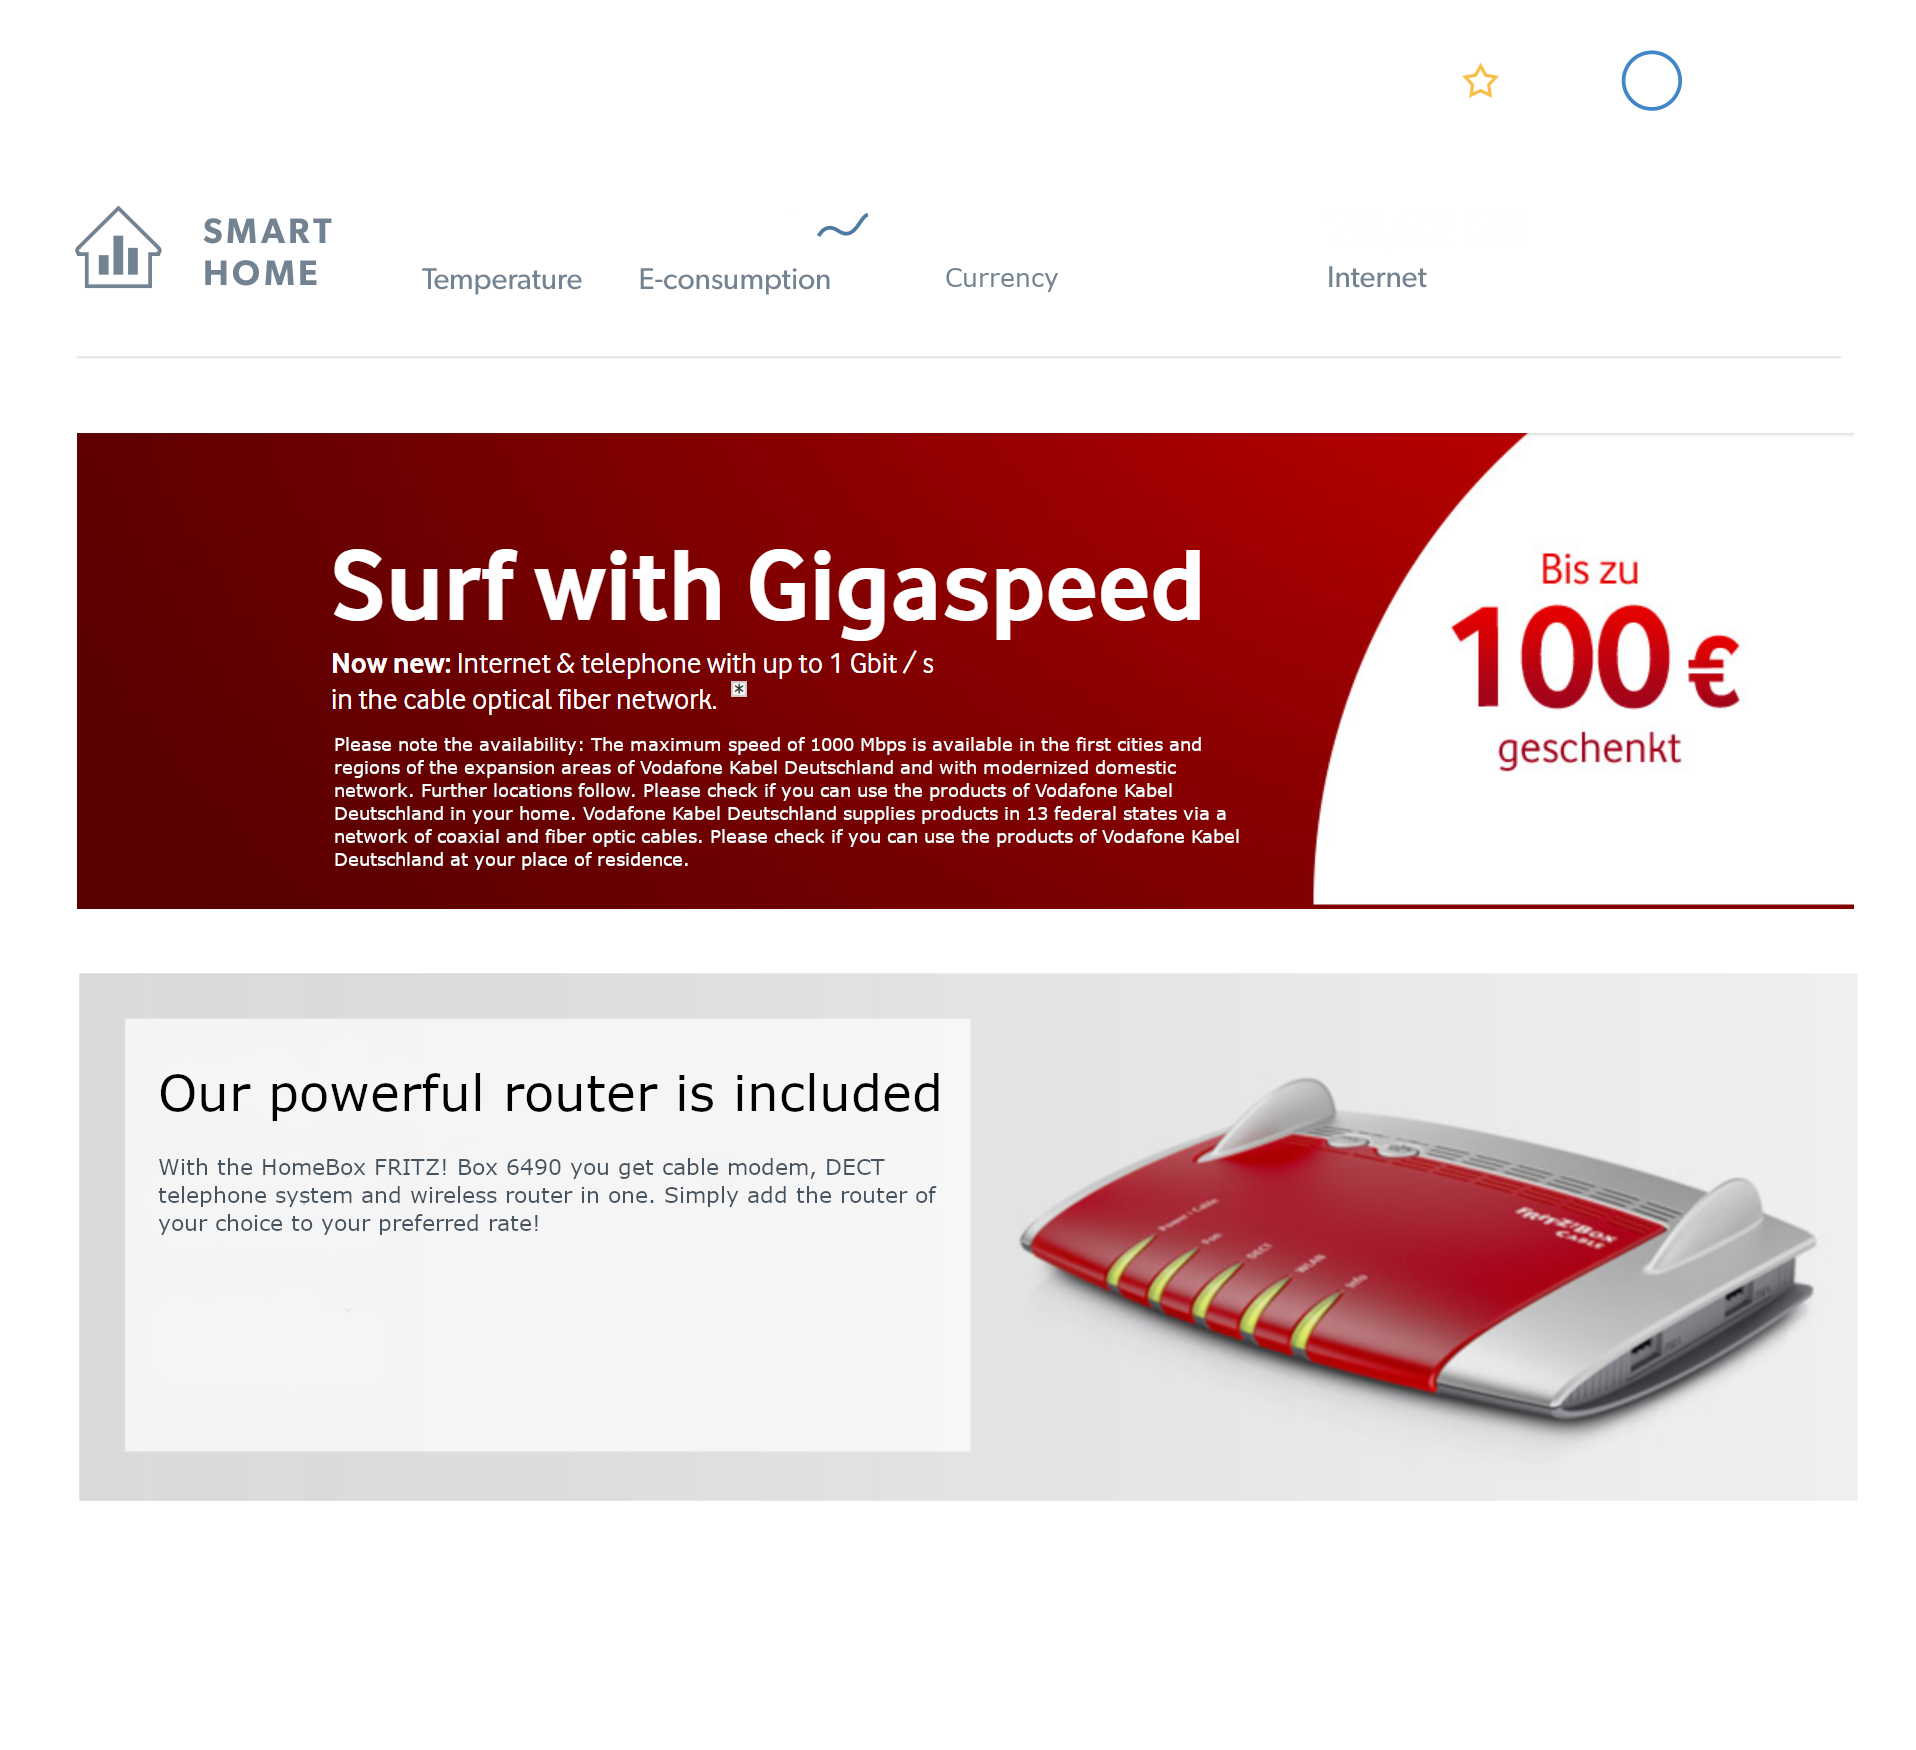 SMART
HOME
Temperature
E-consumption
Currency
Internet
Surf with Gigaspeed
Now new: Internet & telephone with up to 1 Gbit / s
in the cable optical fiber network. *
Please note the availability: The maximum speed of 1000 Mbps is available in the first cities and
regions of the expansion areas of Vodafone Kabel Deutschland and with modernized domestic
network. Further locations follow. Please check if you can use the products of Vodafone Kabel
Deutschland in your home. Vodafone Kabel Deutschland supplies products in 13 federal states via a
network of coaxial and fiber optic cables. Please check if you can use the products of Vodafone Kabel
Deutschland at your place of residence.
Bis zu
100 €
geschenkt
Our powerful router is included
With the HomeBox FRITZ! Box 6490 you get cable modem, DECT
telephone system and wireless router in one. Simply add the router of
your choice to your preferred rate!
Power / Cable
Fon
DECT
WLAN
Info
FRITZ!Box
Cable